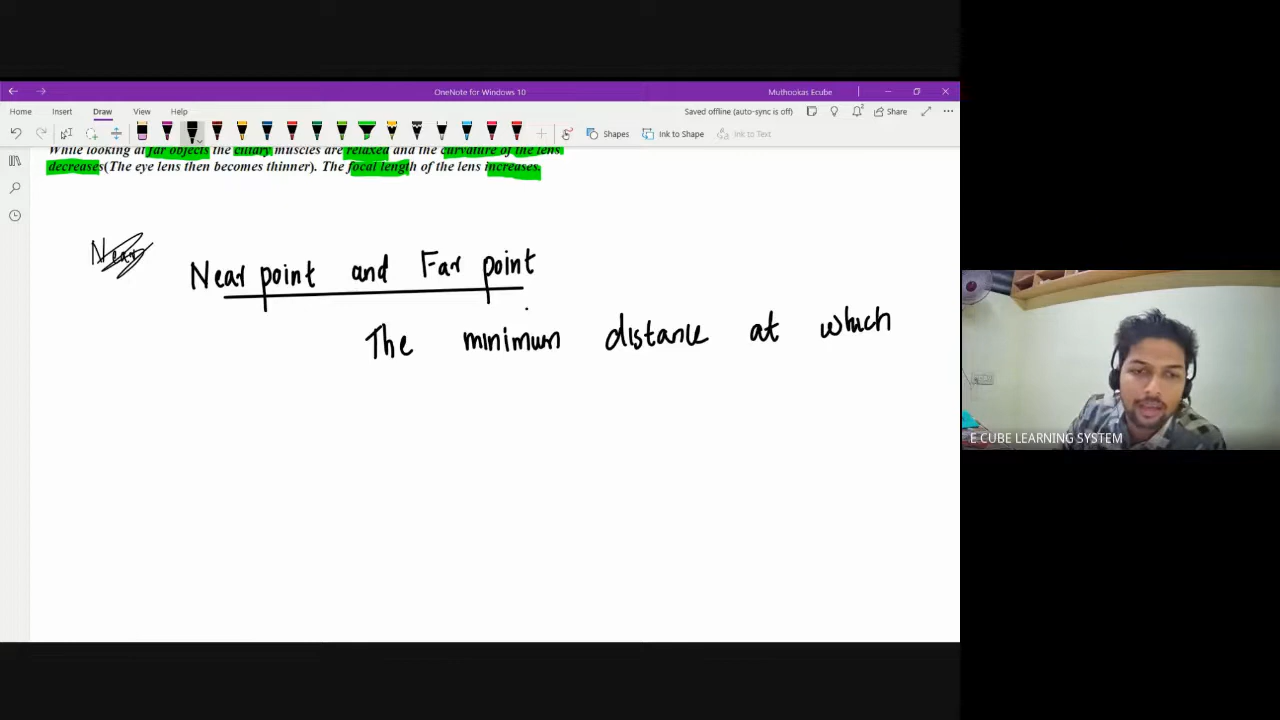 OneNote for Windows 10
Muthookas Ecube
Home Insert Draw View Help
Saved offline (auto-sync is off)
Share
Shapes
Ink to Shape
Ink to Text
While looking at far objects the ciliary muscles are relaxed and the curvature of the lens
decreases(The eye lens then becomes thinner). The focal length of the lens increases.
Near
Near point and Far point
The minimum distance at which
E CUBE LEARNING SYSTEM